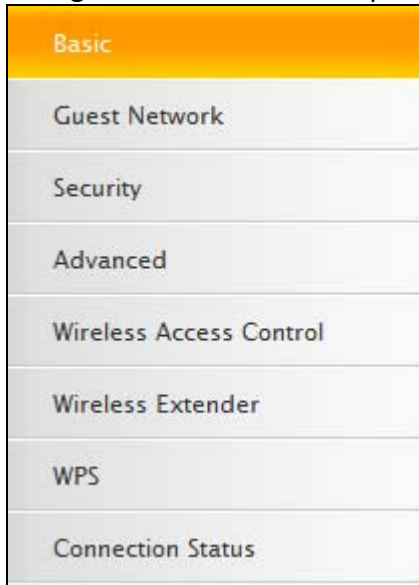 Basic
Guest Network
Security
Advanced
Wireless Access Control
Wireless Extender
WPS
Connection Status